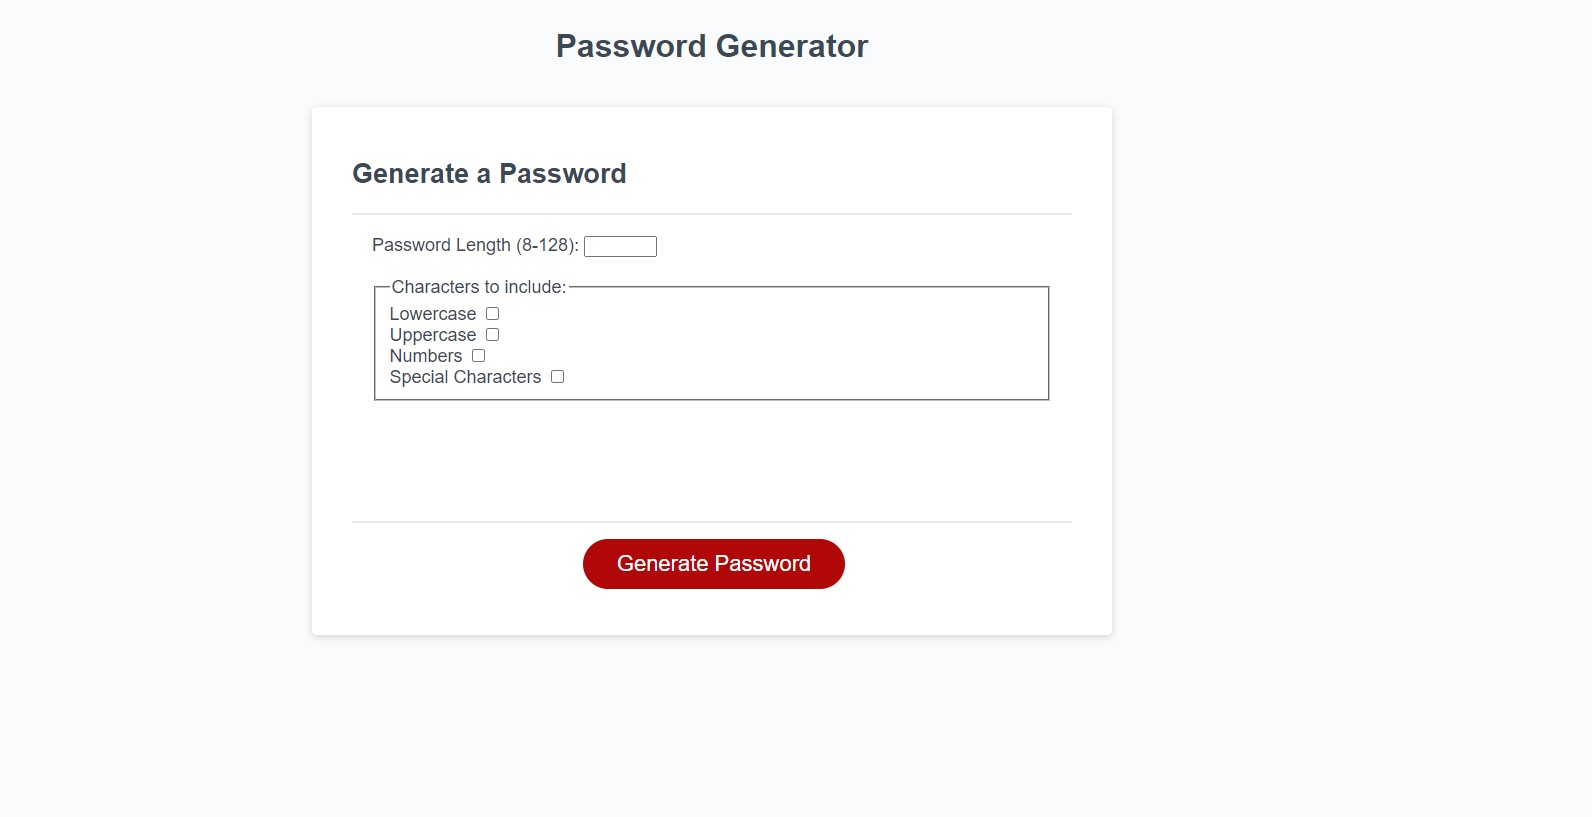 Password Generator
Generate a Password
Password Length (8-128):
Characters to include:
Lowercase
Uppercase
Numbers
Special Characters
Generate Password